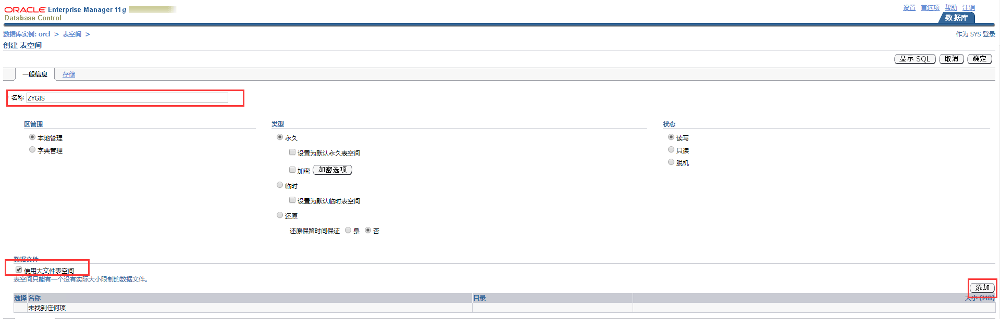 ORACLE Enterprise Manager 11g
Database Control
设置 首选项 帮助 注销
数据库
数据库实例: orcl > 表空间 >
作为 SYS 登录
创建 表空间
显示 SQL 取消 确定
一般信息 存储
* 名称 ZYGIS
区管理 类型 状态
本地管理 永久 读写
字典管理 设置为默认永久表空间 只读
加密 加密选项 脱机
临时
设置为默认临时表空间
还原
还原保留时间保证 是 否
数据文件
使用大文件表空间
表空间只能有一个没有实际大小限制的数据文件。
添加
选择 名称 目录 大小 (MB)
未找到任何项